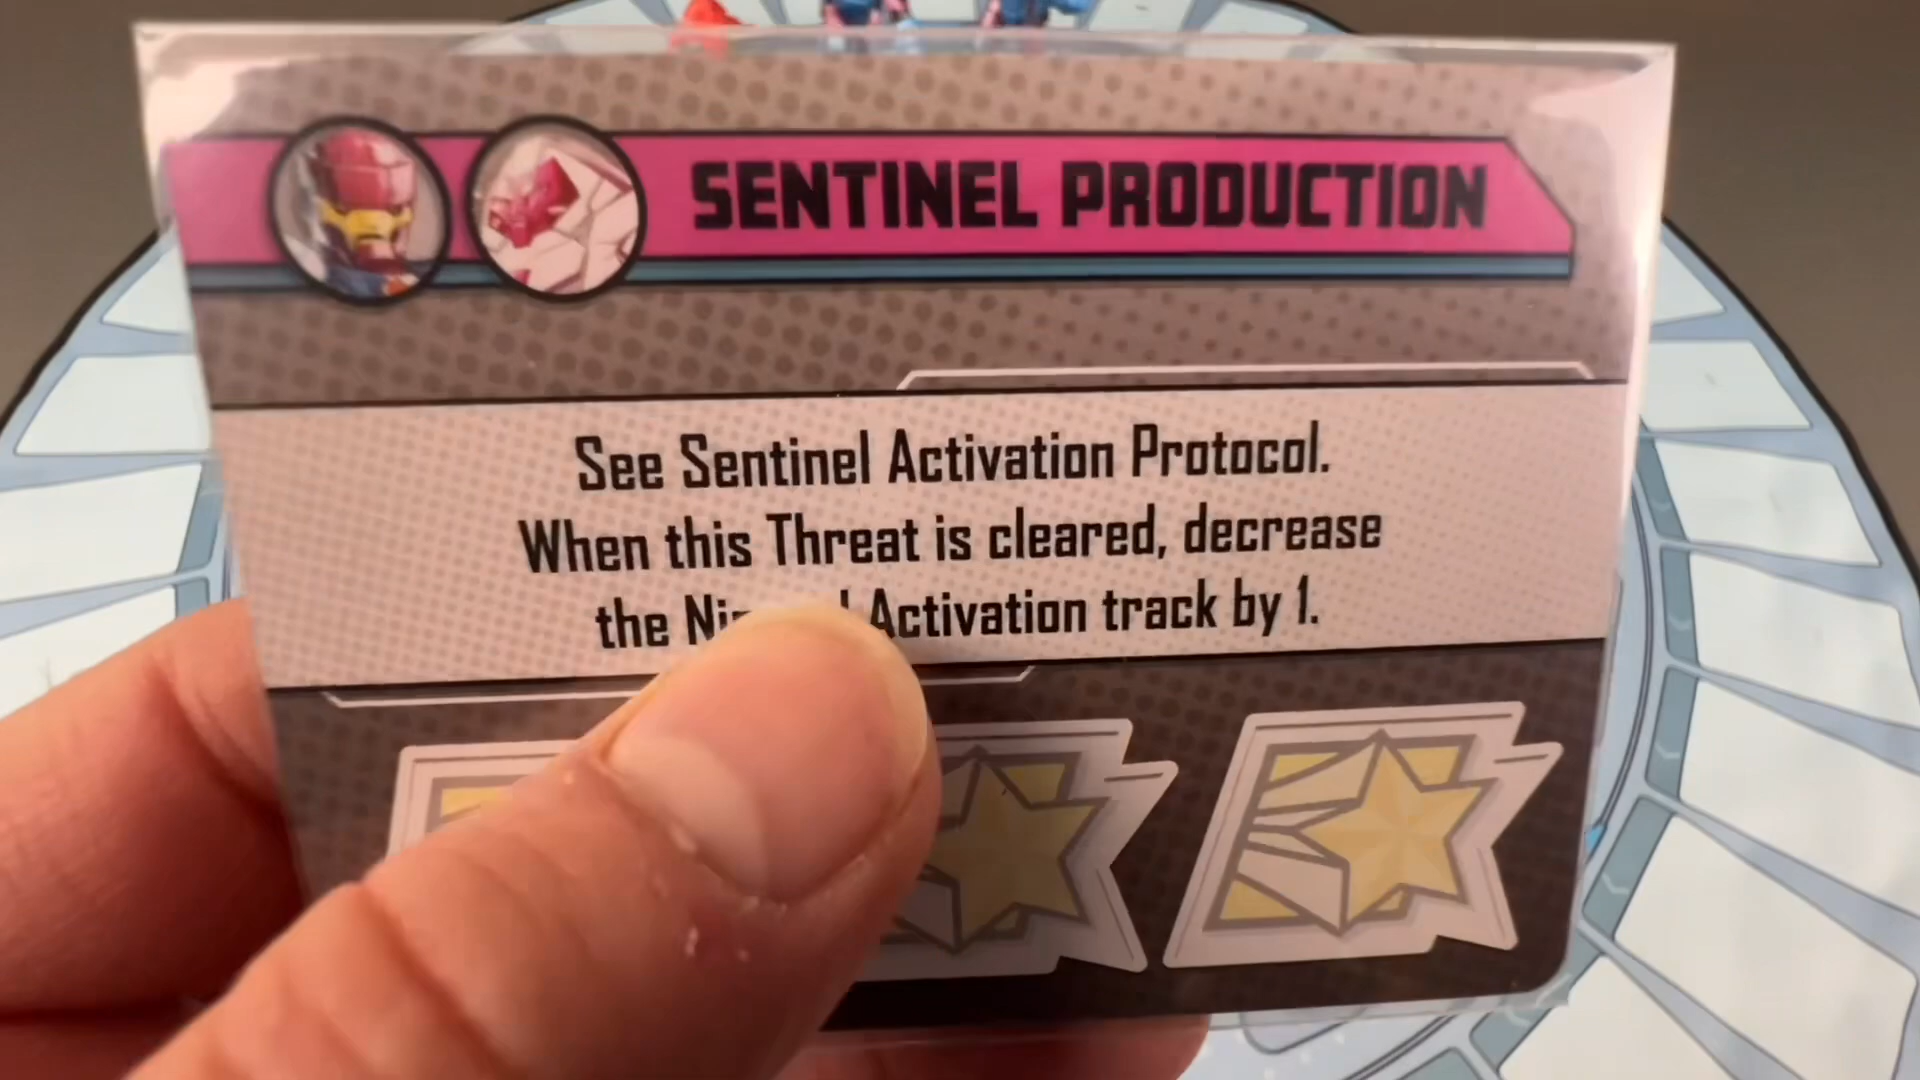 SENTINEL PRODUCTION
See Sentinel Activation Protocol.
When this Threat is cleared, decrease
the Activation track by 1.